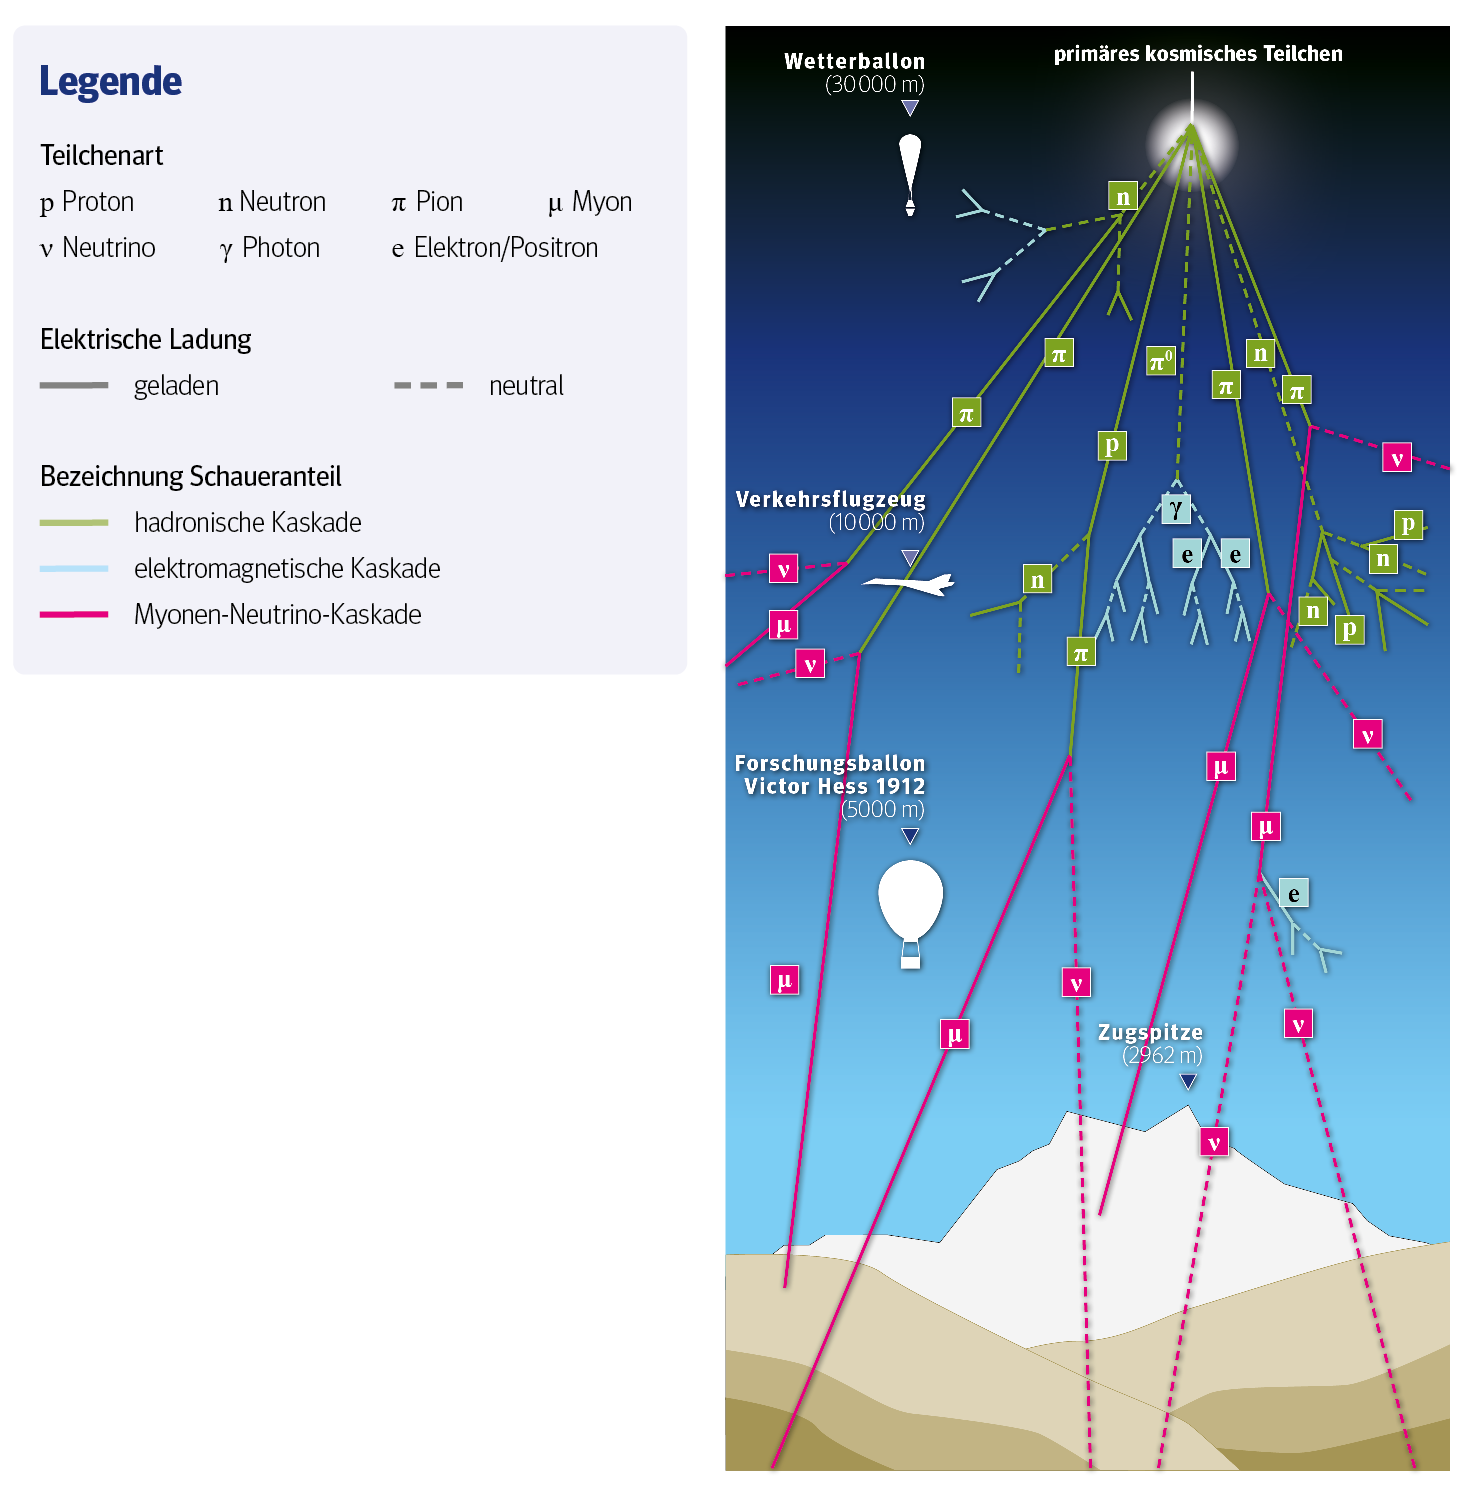 Legende
Teilchenart
p Proton n Neutron π Pion μ Myon
ν Neutrino γ Photon e Elektron/Positron
Elektrische Ladung
geladen neutral
Bezeichnung Schaueranteil
hadronische Kaskade
elektromagnetische Kaskade
Myonen-Neutrino-Kaskade
primäres kosmisches Teilchen
Wetterballon
(30000 m)
n
π
π⁰
n
π
π
π
p
ν
Verkehrsflugzeug
(10000 m)
γ
p
e
e
n
ν
n
n
μ
p
π
ν
ν
Forschungsballon
Victor Hess 1912
(5000 m)
μ
μ
e
μ
ν
ν
μ
Zugspitze
(2962 m)
ν